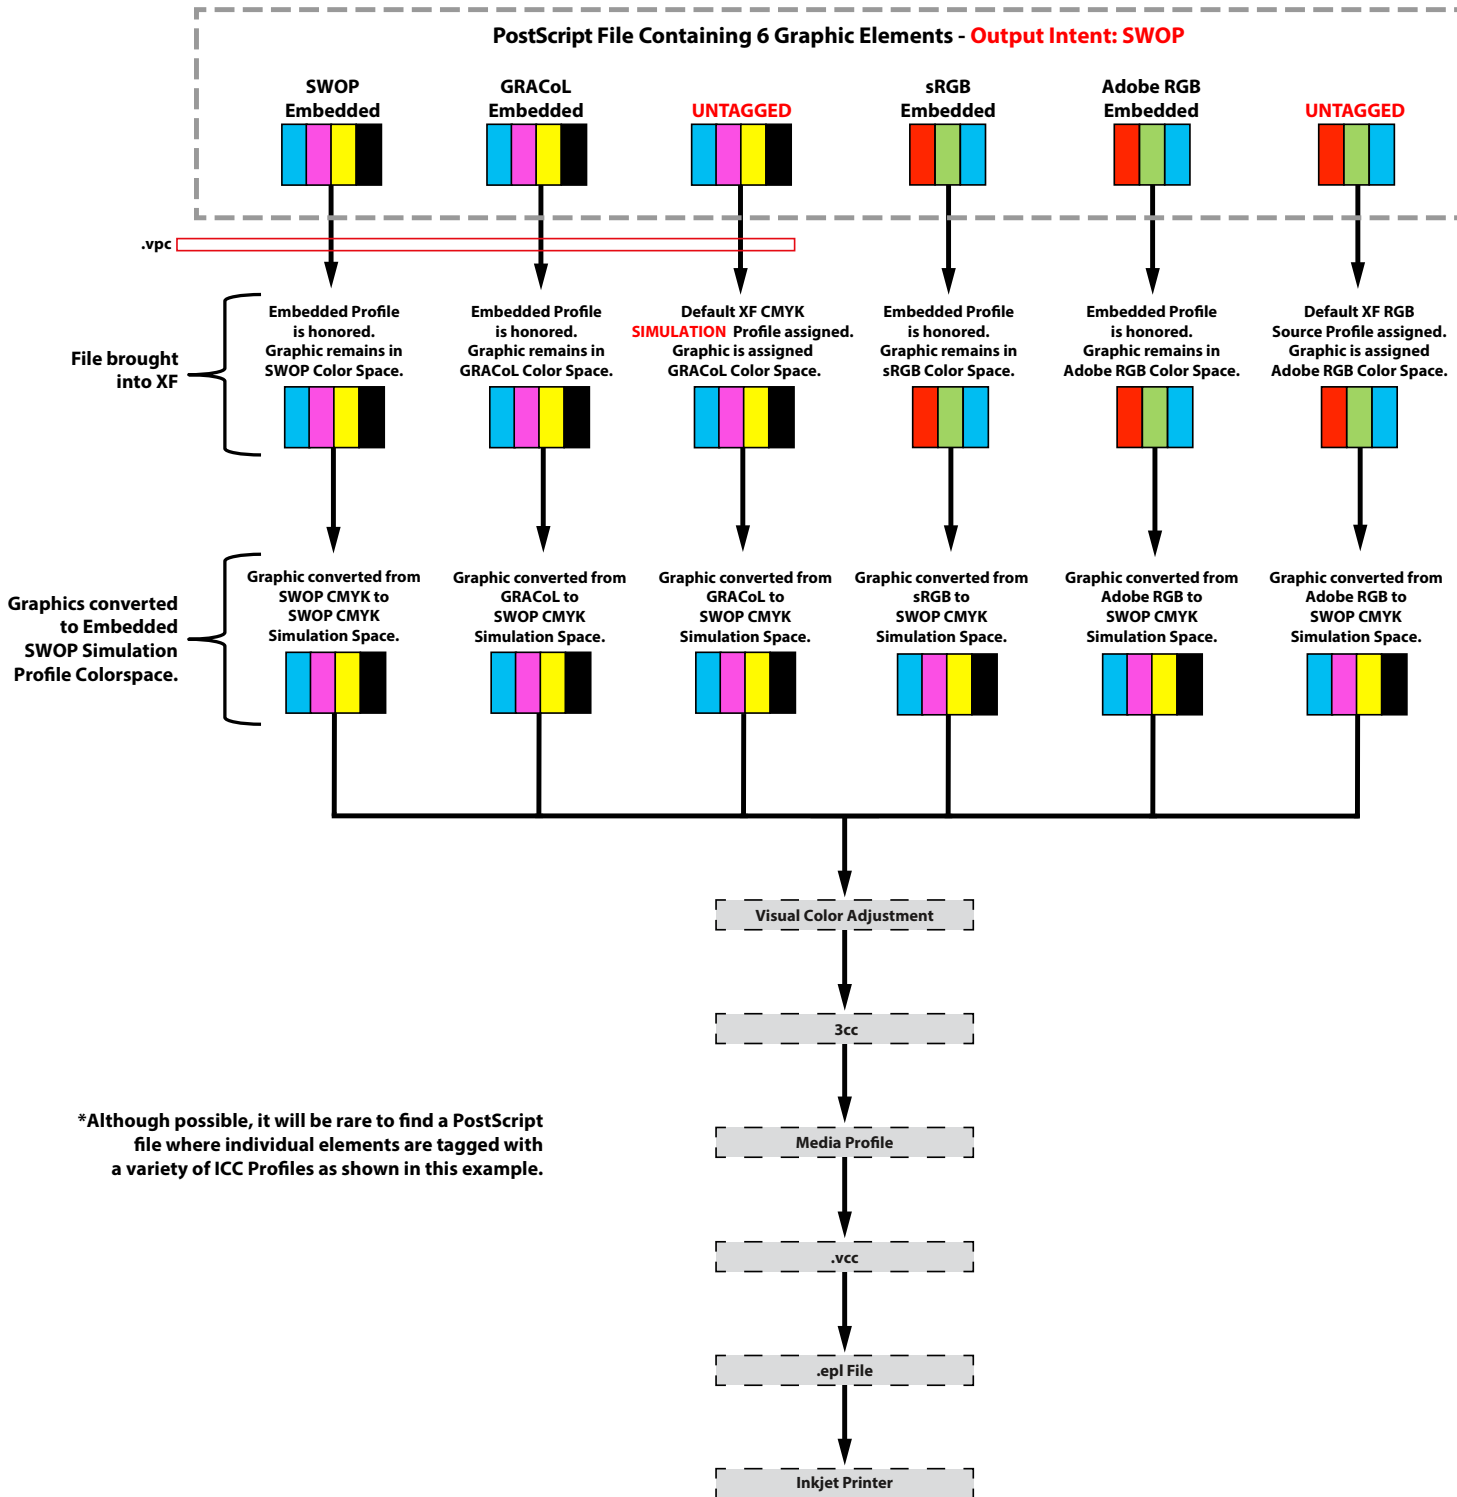 PostScript File Containing 6 Graphic Elements - Output Intent: SWOP
SWOP
Embedded
GRACoL
Embedded
UNTAGGED
sRGB
Embedded
Adobe RGB
Embedded
UNTAGGED
.vpc
File brought
into XF
Embedded Profile
is honored.
Graphic remains in
SWOP Color Space.
Embedded Profile
is honored.
Graphic remains in
GRACoL Color Space.
Default XF CMYK
SIMULATION Profile assigned.
Graphic is assigned
GRACoL Color Space.
Embedded Profile
is honored.
Graphic remains in
sRGB Color Space.
Embedded Profile
is honored.
Graphic remains in
Adobe RGB Color Space.
Default XF RGB
Source Profile assigned.
Graphic is assigned
Adobe RGB Color Space.
Graphics converted
to Embedded
SWOP Simulation
Profile Colorspace.
Graphic converted from
SWOP CMYK to
SWOP CMYK
Simulation Space.
Graphic converted from
GRACoL to
SWOP CMYK
Simulation Space.
Graphic converted from
GRACoL to
SWOP CMYK
Simulation Space.
Graphic converted from
sRGB to
SWOP CMYK
Simulation Space.
Graphic converted from
Adobe RGB to
SWOP CMYK
Simulation Space.
Graphic converted from
Adobe RGB to
SWOP CMYK
Simulation Space.
Visual Color Adjustment
3cc
*Although possible, it will be rare to find a PostScript
file where individual elements are tagged with
a variety of ICC Profiles as shown in this example.
Media Profile
.vcc
.epl File
Inkjet Printer